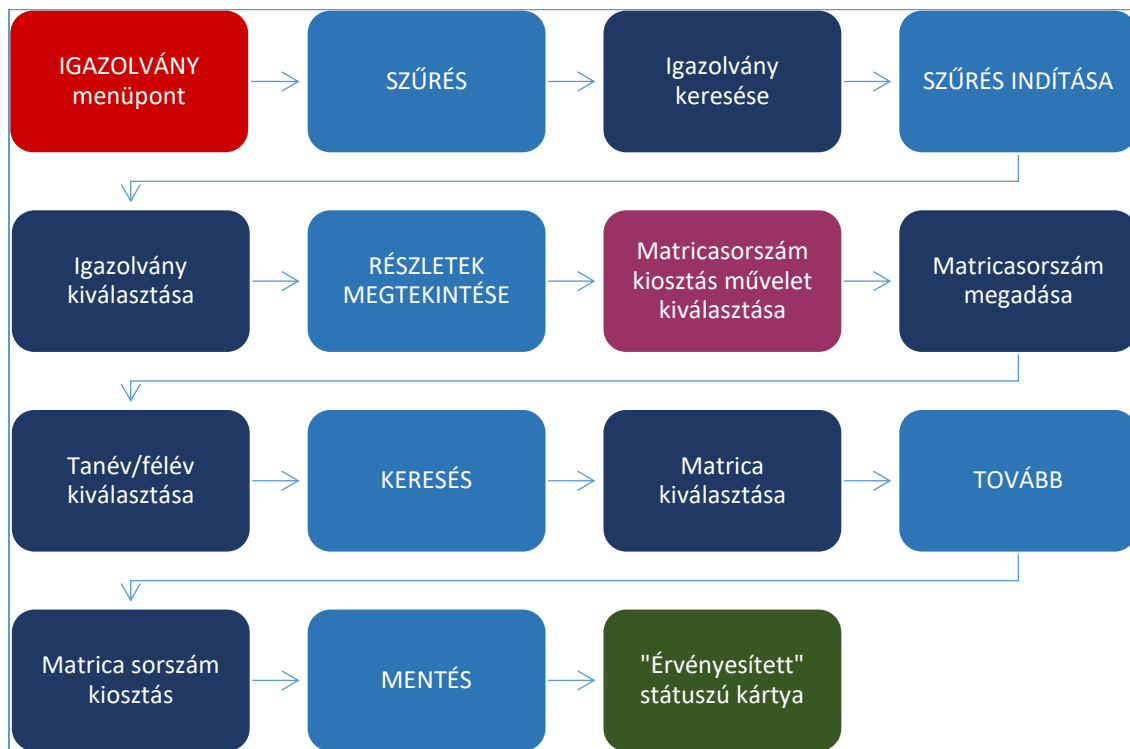 IGAZOLVÁNY
menüpont
SZŰRÉS
Igazolvány
keresése
SZŰRÉS INDÍTÁSA
Igazolvány
kiválasztása
RÉSZLETEK
MEGTEKINTÉSE
Matricasorszám
kiosztás művelet
kiválasztása
Matricasorszám
megadása
Tanév/félév
kiválasztása
KERESÉS
Matrica
kiválasztása
TOVÁBB
Matrica sorszám
kiosztás
MENTÉS
"Érvényesített"
státuszú kártya